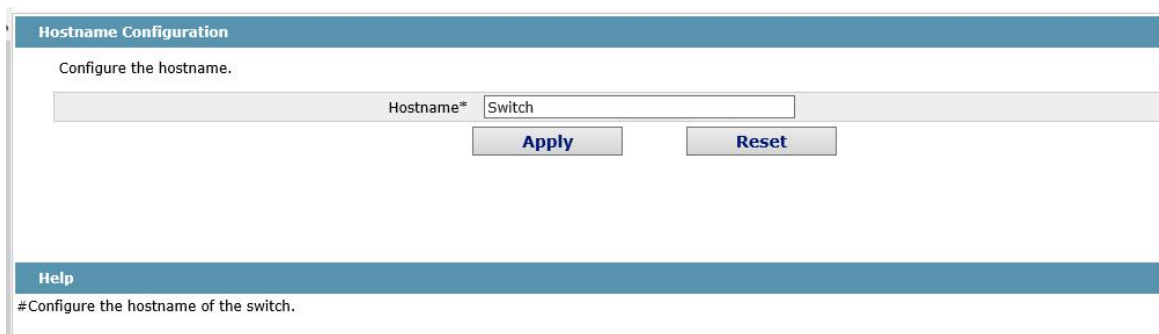 Hostname Configuration
Configure the hostname.
Hostname* Switch
Apply Reset
Help
#Configure the hostname of the switch.